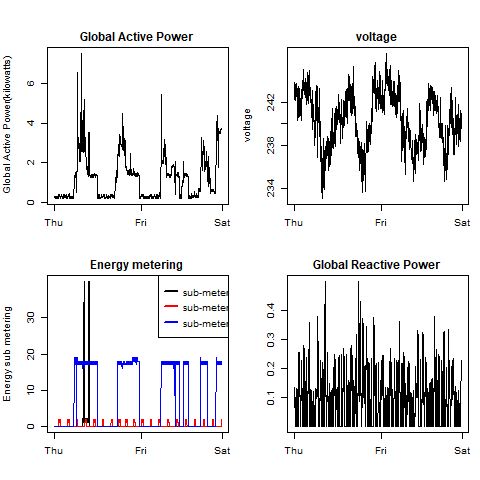 Global Active Power
Global Active Power(kilowatts)
0 2 4 6
Thu Fri Sat
voltage
voltage
234 238 242
Thu Fri Sat
Energy metering
Energy sub metering
0 10 20 30
sub-meter
sub-meter
sub-meter
Thu Fri Sat
Global Reactive Power
0.1 0.2 0.3 0.4
Thu Fri Sat